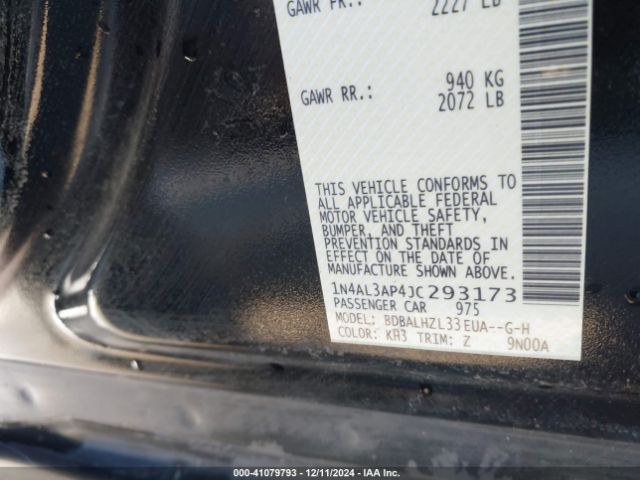 GAWR FR.: 2227 LB
GAWR RR.: 940 KG
2072 LB
THIS VEHICLE CONFORMS TO
ALL APPLICABLE FEDERAL
MOTOR VEHICLE SAFETY,
BUMPER, AND THEFT
PREVENTION STANDARDS IN
EFFECT ON THE DATE OF
MANUFACTURE SHOWN ABOVE.
1N4AL3AP4JC293173
PASSENGER CAR 975
MODEL: BDBALHZL33EUA--G-H
COLOR: KH3 TRIM: Z 9N00A
000-41079793 - 12/11/2024 - IAA Inc.